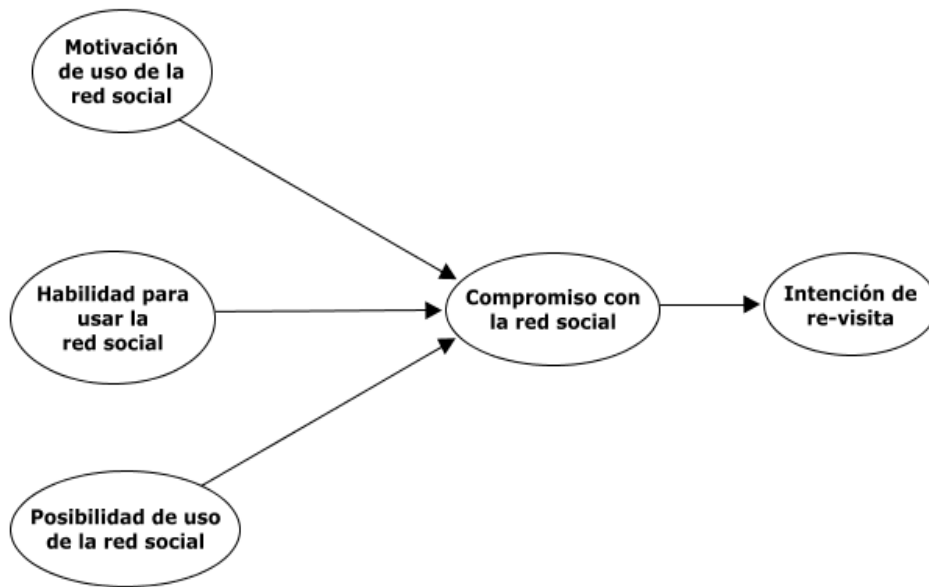 Motivación
de uso de la
red social
Habilidad para
usar la
red social
Compromiso con
la red social
Intención de
re-visita
Posibilidad de uso
de la red social